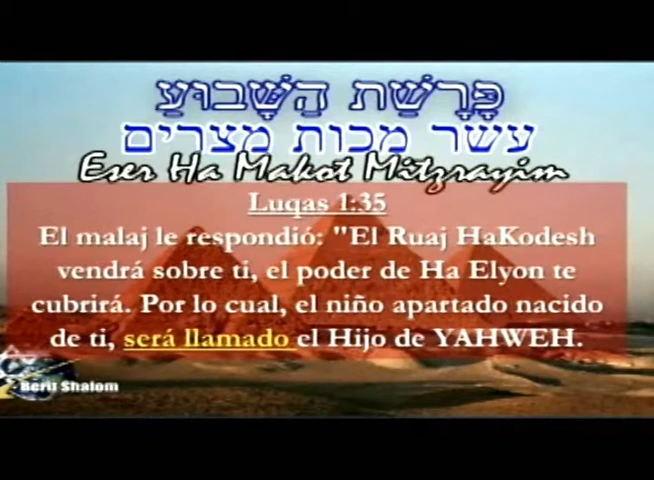 פָּרָשַׁת הַשָּׁבוּעַ
עשר מכות מצרים
Eser Ha Makot Mitzrayim
Luqas 1:35
El malaj le respondió: "El Ruaj HaKodesh
vendrá sobre ti, el poder de Ha Elyon te
cubrirá. Por lo cual, el niño apartado nacido
de ti, será llamado el Hijo de YAHWEH.
Berit Shalom